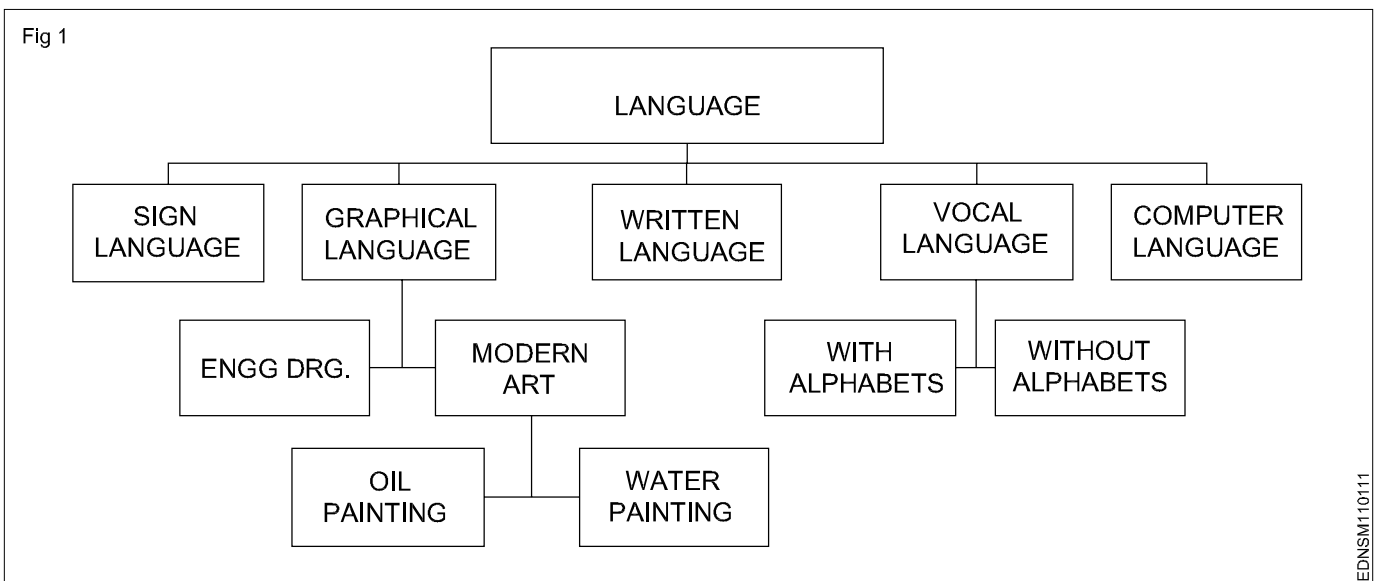 Fig 1
LANGUAGE
SIGN
LANGUAGE
GRAPHICAL
LANGUAGE
WRITTEN
LANGUAGE
VOCAL
LANGUAGE
COMPUTER
LANGUAGE
ENGG DRG.
MODERN
ART
WITH
ALPHABETS
WITHOUT
ALPHABETS
OIL
PAINTING
WATER
PAINTING
EDNSM110111